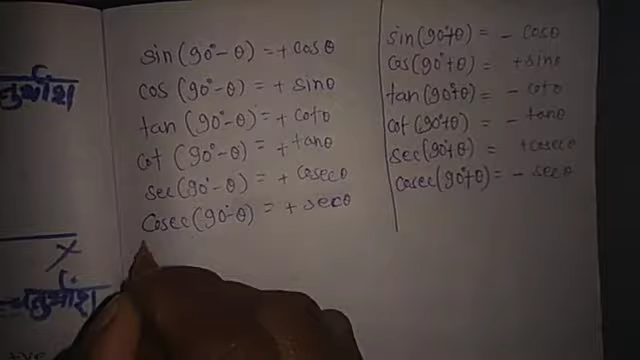 sin(90°-θ) = + cosθ
cos (90°-θ) = + sinθ
tan (90°-θ) = + cotθ
cot (90°-θ) = + tanθ
sec(90°-θ) = + cosecθ
cosec(90°-θ) = + secθ
sin(90°+θ) = - cosθ
cos(90°+θ) = +sinθ
tan(90°+θ) = - cotθ
cot(90°+θ) = - tanθ
sec(90°+θ) = +cosecθ
cosec(90°+θ) = - secθ
+ve